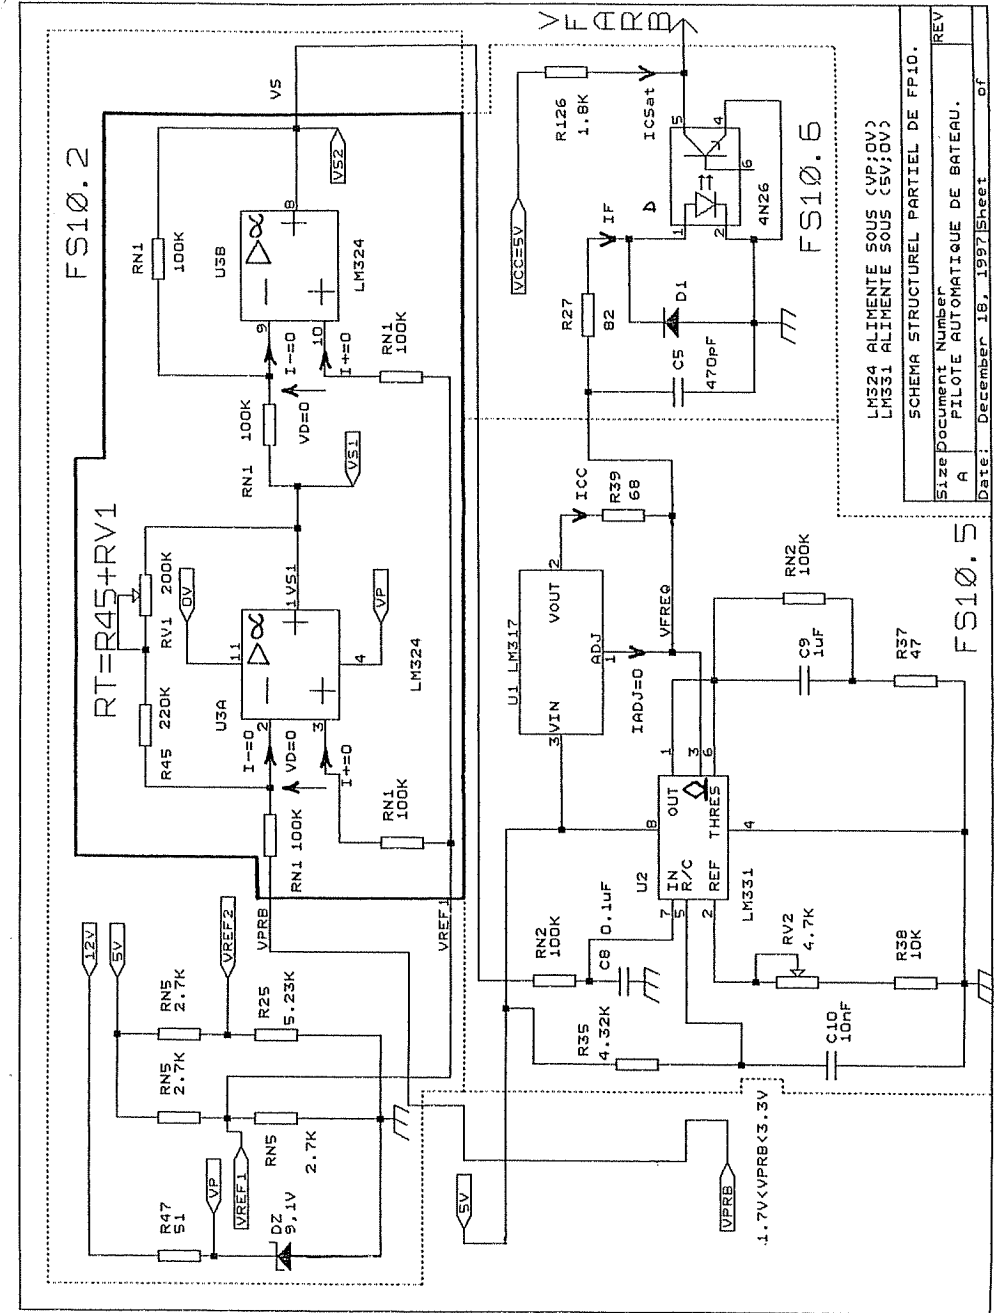 FS10.2
RT=R45+RV1
12V
5V
RN5
2.7K
RN5
2.7K
R47
51
VP
VREF1
VREF2
R25
5.23K
RN5
2.7K
DZ
9,1V
VPRB
VREF1
RN1 100K
RN1
100K
R45
220K
RV1
200K
0V
I-=0
VD=0
I+=0
U3A
2
3
11
4
1
VS1
VP
LM324
VS1
RN1
100K
VD=0
I-=0
I+=0
9
10
8
U3B
LM324
RN1
100K
RN1
100K
VS
VS2
5V
VPRB
1.7V<VPRB<3.3V
R35
4.32K
RN2
100K
C8
0.1uF
C10
10nF
RV2
4.7K
R38
10K
U2
LM331
7
5
2
IN
R/C
REF
OUT
THRES
8
4
1
3
6
U1 LM317
3
VIN
VOUT
2
ADJ
1
IADJ=0
VFREQ
ICC
R39
68
C9
1uF
RN2
100K
R37
47
FS10.5
VCC=5V
R126
1.8K
ICSat
VFARB
R27
82
IF
C5
470pF
D1
D
1
2
5
4
6
4N26
FS10.6
LM324 ALIMENTE SOUS (VP;0V)
LM331 ALIMENTE SOUS (5V;0V)
SCHEMA STRUCTUREL PARTIEL DE FP10.
Size
A
Document Number
PILOTE AUTOMATIQUE DE BATEAU.
REV
Date: December 18, 1997
Sheet of